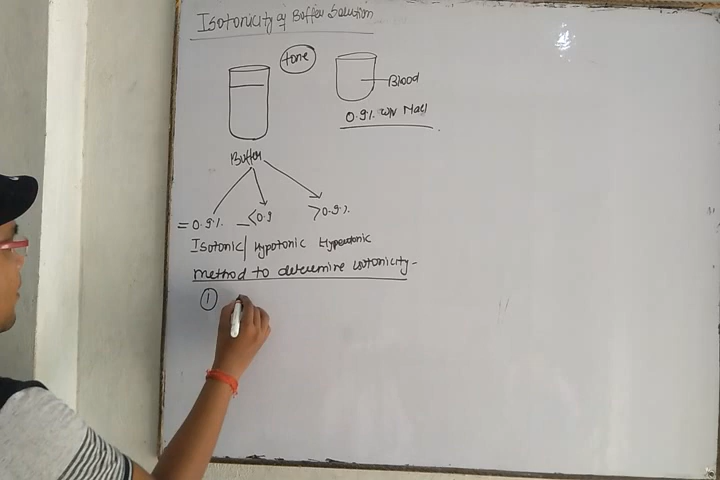 Isotonicity of Buffer Solution
tone
Blood
0.9% w/v Nacl
Buffer
= 0.9%. <0.9 >0.9%.
Isotonic | Hypotonic Hypertonic
method to determine isotonicity-
1